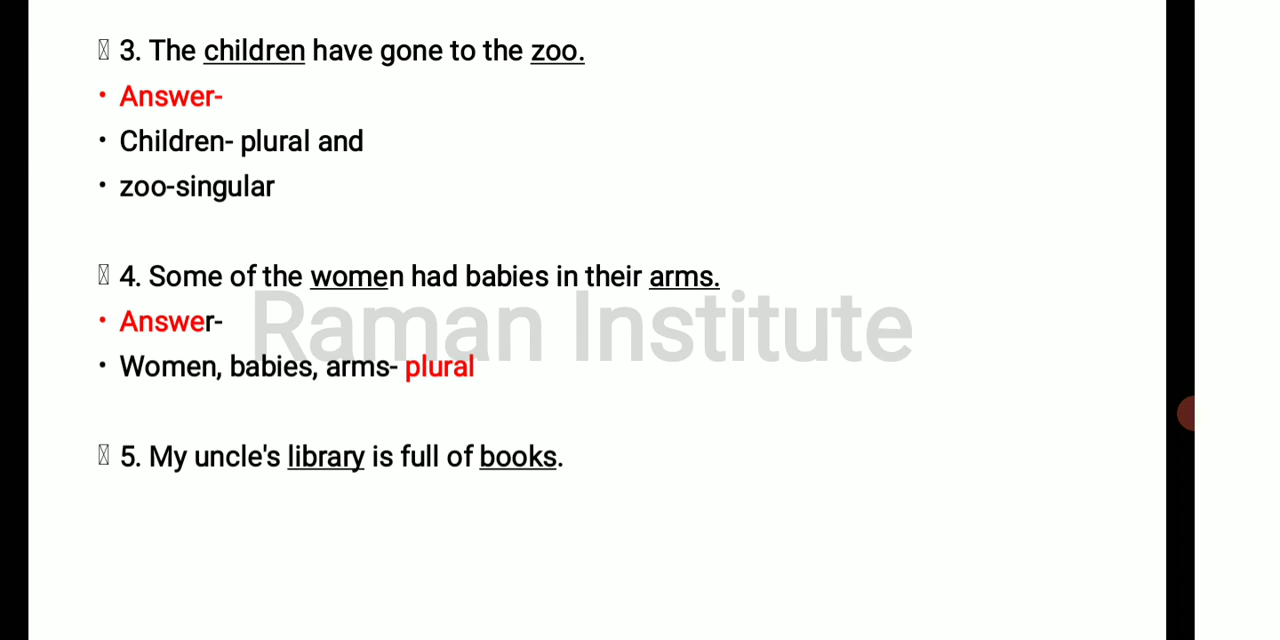 3. The children have gone to the zoo.
• Answer-
• Children- plural and
• zoo-singular
4. Some of the women had babies in their arms.
• Answer-
• Women, babies, arms- plural
Raman Institute
5. My uncle's library is full of books.